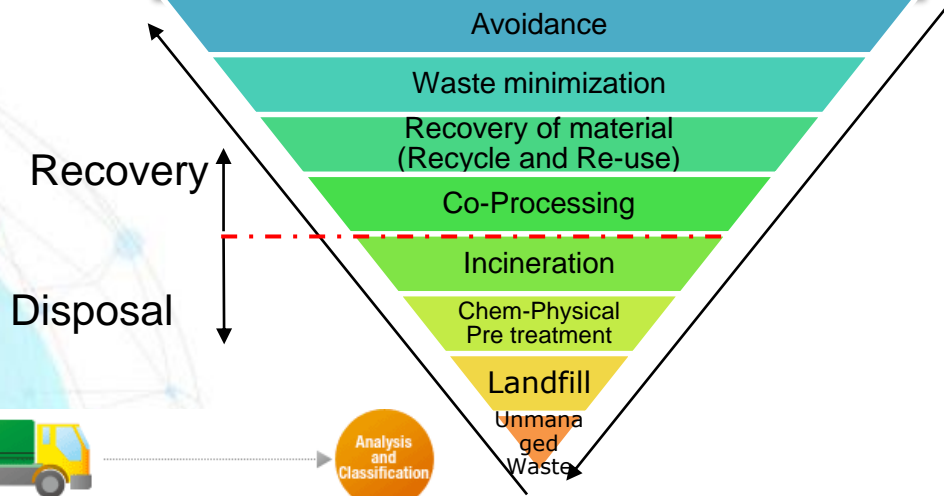 Avoidance
Waste minimization
Recovery of material
(Recycle and Re-use)
Recovery
Co-Processing
Incineration
Disposal
Chem-Physical
Pre treatment
Landfill
Unmana
ged
Waste
Analysis
and
Classification